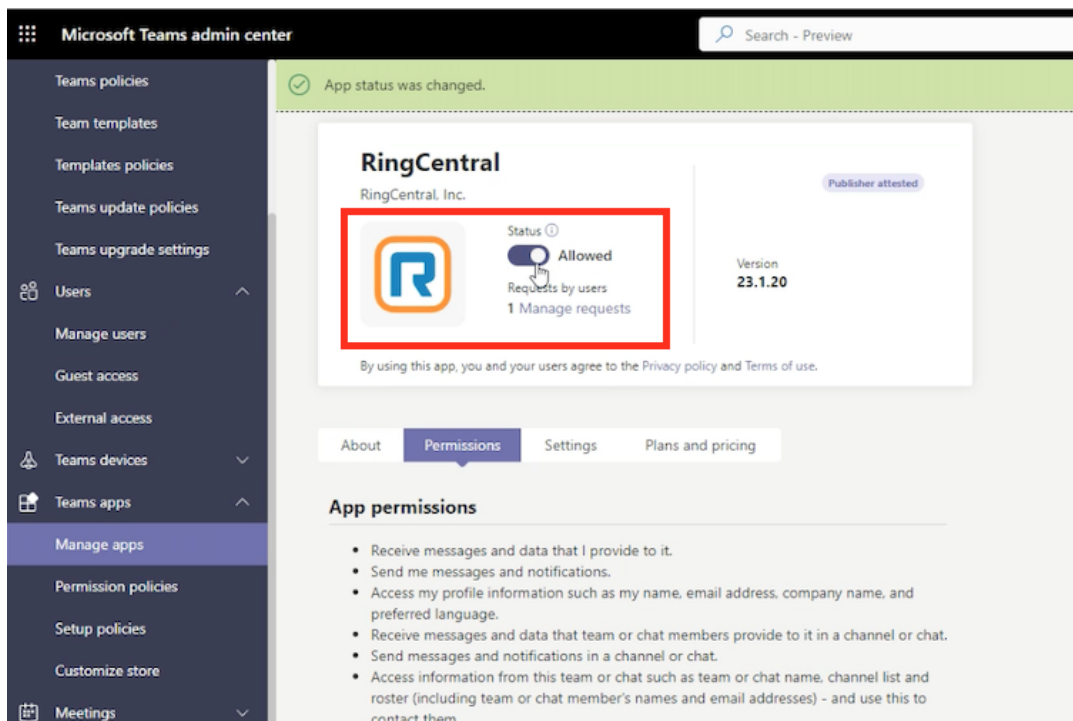 Microsoft Teams admin center
Search - Preview
Teams policies
Team templates
Templates policies
Teams update policies
Teams upgrade settings
Users
Manage users
Guest access
External access
Teams devices
Teams apps
Manage apps
Permission policies
Setup policies
Customize store
Meetings
App status was changed.
RingCentral
RingCentral, Inc.
Publisher attested
R
Status
Allowed
Requests by users
1 Manage requests
Version
23.1.20
By using this app, you and your users agree to the Privacy policy and Terms of use.
About
Permissions
Settings
Plans and pricing
App permissions
• Receive messages and data that I provide to it.
• Send me messages and notifications.
• Access my profile information such as my name, email address, company name, and
preferred language.
• Receive messages and data that team or chat members provide to it in a channel or chat.
• Send messages and notifications in a channel or chat.
• Access information from this team or chat such as team or chat name, channel list and
roster (including team or chat member's names and email addresses) - and use this to
contact them